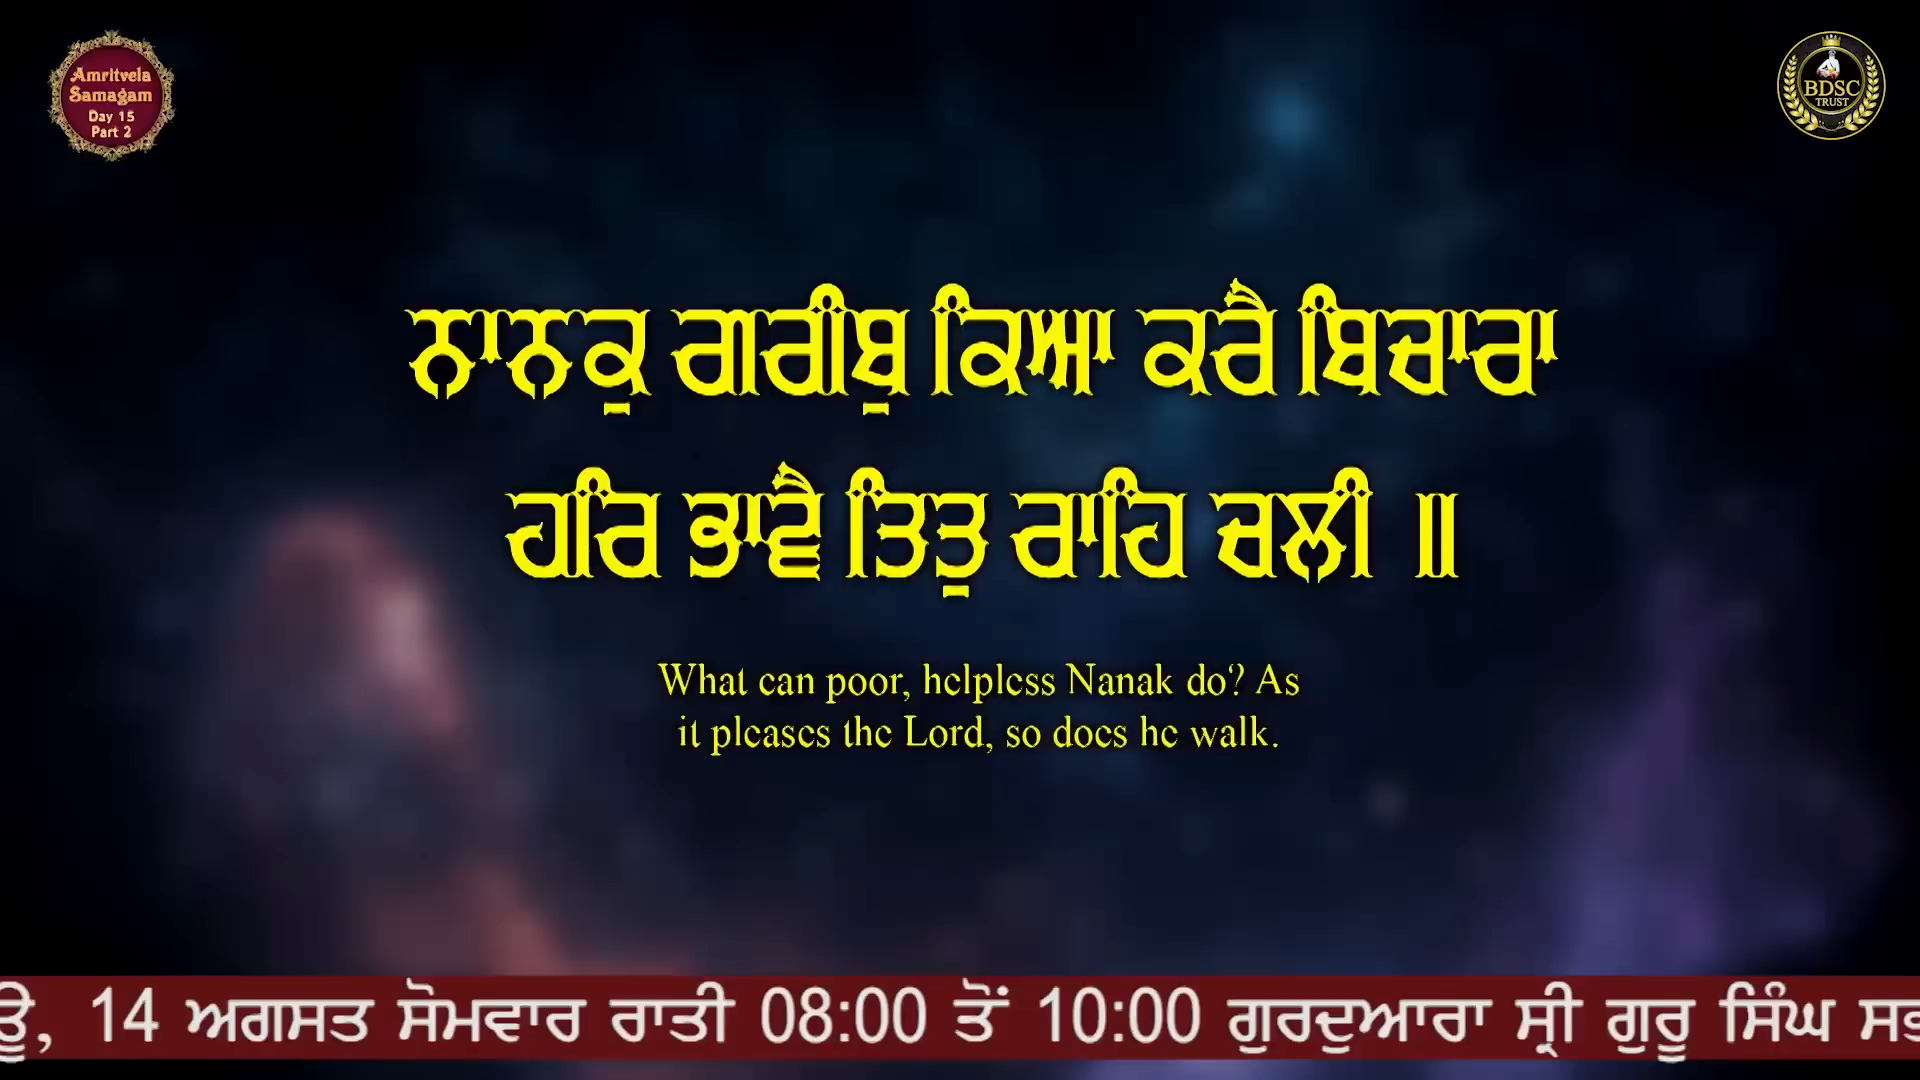 Amritvela
Samagam
Day 15
Part 2
BDSC
TRUST
ਨਾਨਕੁ ਗਰੀਬੁ ਕਿਆ ਕਰੈ ਬਿਚਾਰਾ
ਹਰਿ ਭਾਵੈ ਤਿਤੁ ਰਾਹਿ ਚਲੀ ॥
What can poor, helpless Nanak do? As
it pleases the Lord, so does he walk.
14 ਅਗਸਤ ਸੋਮਵਾਰ ਰਾਤੀ 08:00 ਤੋਂ 10:00 ਗੁਰਦੁਆਰਾ ਸ੍ਰੀ ਗੁਰੂ ਸਿੰਘ